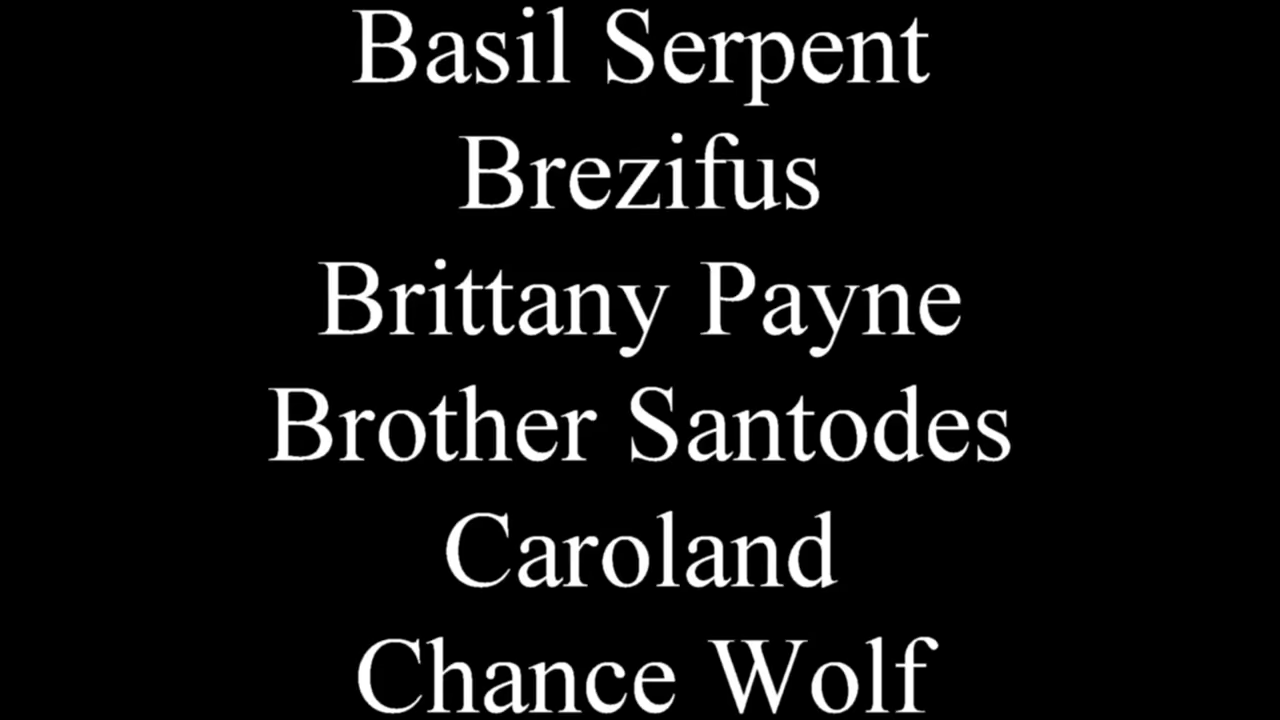 Basil Serpent
Brezifus
Brittany Payne
Brother Santodes
Caroland
Chance Wolf